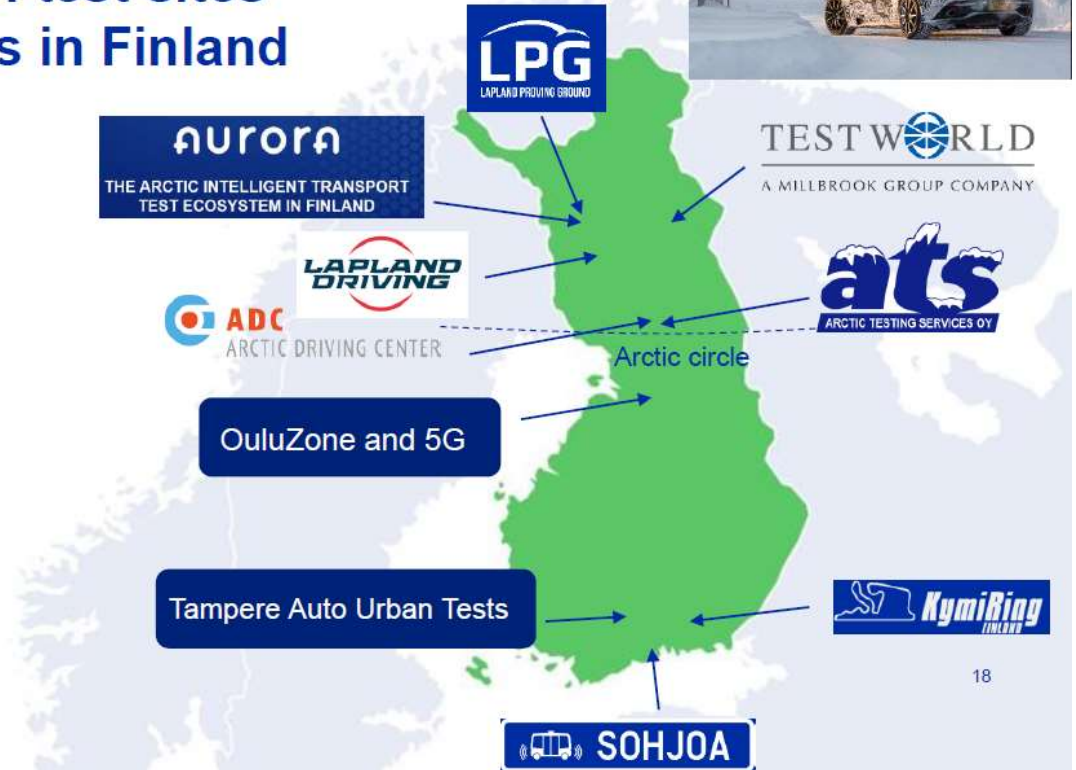 test sites
s in Finland
LPG
LAPLAND PROVING GROUND
aurora
THE ARCTIC INTELLIGENT TRANSPORT
TEST ECOSYSTEM IN FINLAND
TEST WORLD
A MILLBROOK GROUP COMPANY
LAPLAND
DRIVING
ats
ARCTIC TESTING SERVICES OY
ADC
ARCTIC DRIVING CENTER
Arctic circle
OuluZone and 5G
Tampere Auto Urban Tests
KymiRing
FINLAND
18
SOHJOA